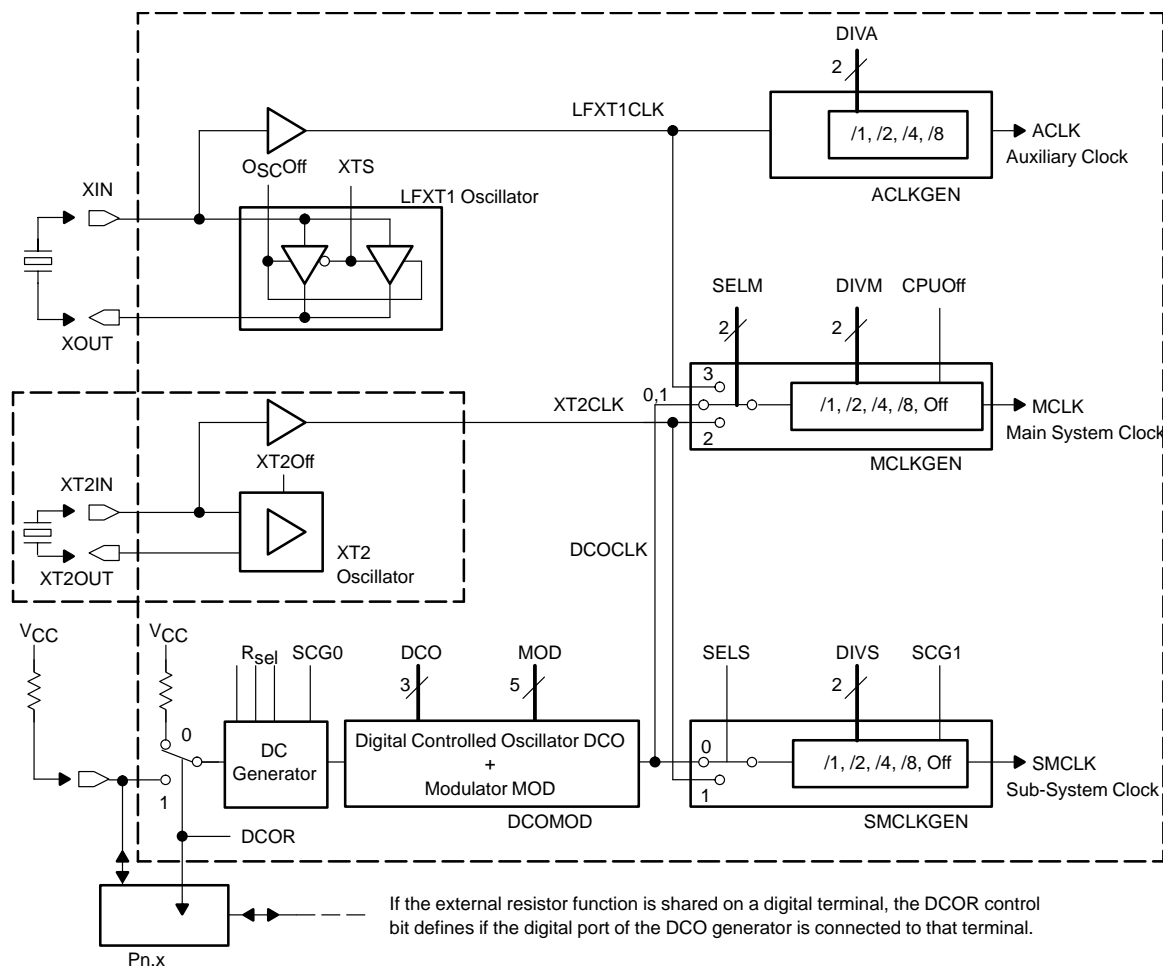 DIVA
2
LFXT1CLK
/1, /2, /4, /8
ACLK
Auxiliary Clock
ACLKGEN
OSCOff
XTS
XIN
LFXT1 Oscillator
XOUT
SELM
DIVM
CPUOff
2
2
3
0,1
2
/1, /2, /4, /8, Off
MCLK
Main System Clock
MCLKGEN
XT2CLK
XT2Off
XT2IN
XT2OUT
XT2
Oscillator
DCOCLK
VCC
VCC
Rsel
SCG0
DCO
MOD
SELS
DIVS
SCG1
3
5
2
0
1
DC
Generator
Digital Controlled Oscillator DCO
+
Modulator MOD
DCOMOD
0
1
/1, /2, /4, /8, Off
SMCLK
Sub-System Clock
SMCLKGEN
DCOR
Pn.x
If the external resistor function is shared on a digital terminal, the DCOR control
bit defines if the digital port of the DCO generator is connected to that terminal.